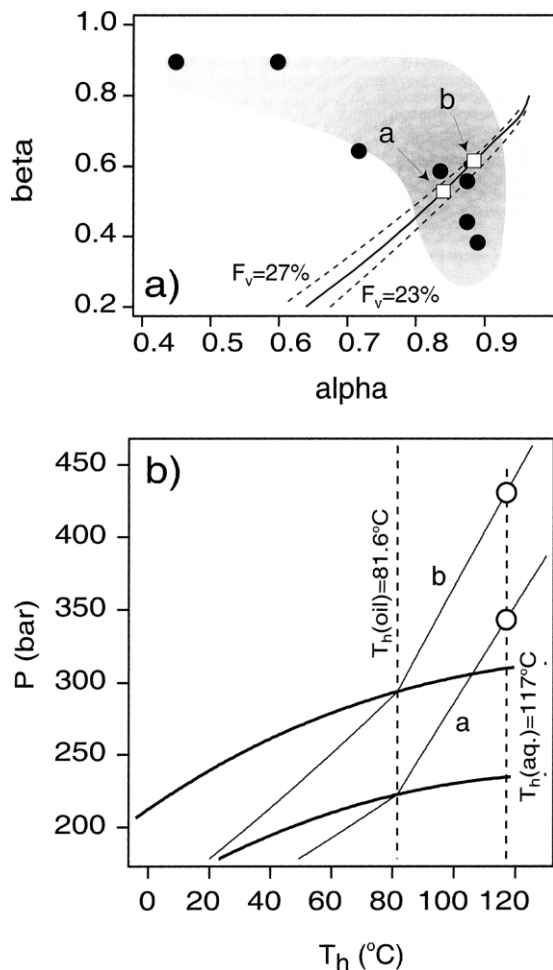 1.0
0.8
0.6
0.4
0.2
beta
a
b
F_v=27%
F_v=23%
a)
0.4 0.5 0.6 0.7 0.8 0.9
alpha
b)
450
400
350
300
250
200
P (bar)
T_h(oil)=81.6°C
b
a
T_h(aq.)=117°C
0 20 40 60 80 100 120
T_h (°C)